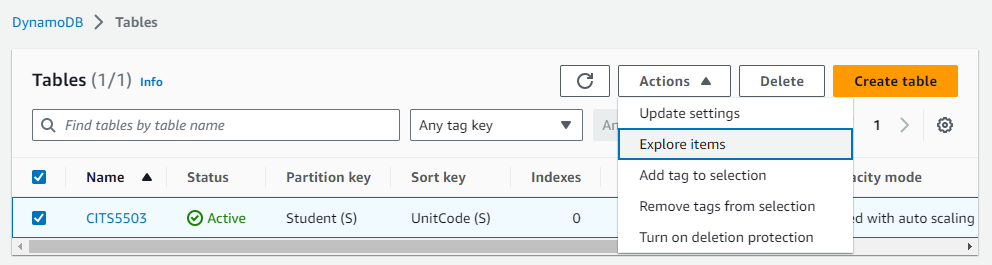 DynamoDB > Tables
Tables (1/1) Info
Actions Delete Create table
Find tables by table name
Any tag key
An
1
Update settings
Explore items
Add tag to selection
Remove tags from selection
Turn on deletion protection
Name Status Partition key Sort key Indexes acity mode
CITS5503 Active Student (S) UnitCode (S) 0 d with auto scaling